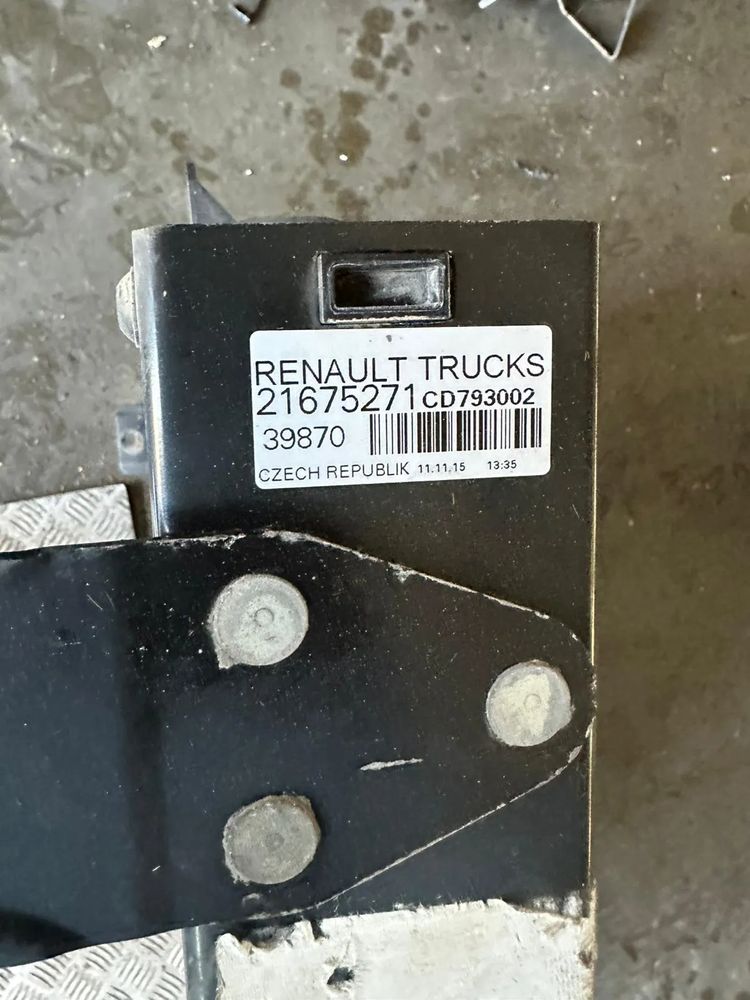 RENAULT TRUCKS
21675271 CD793002
39870
CZECH REPUBLIK 11.11.15 13:35